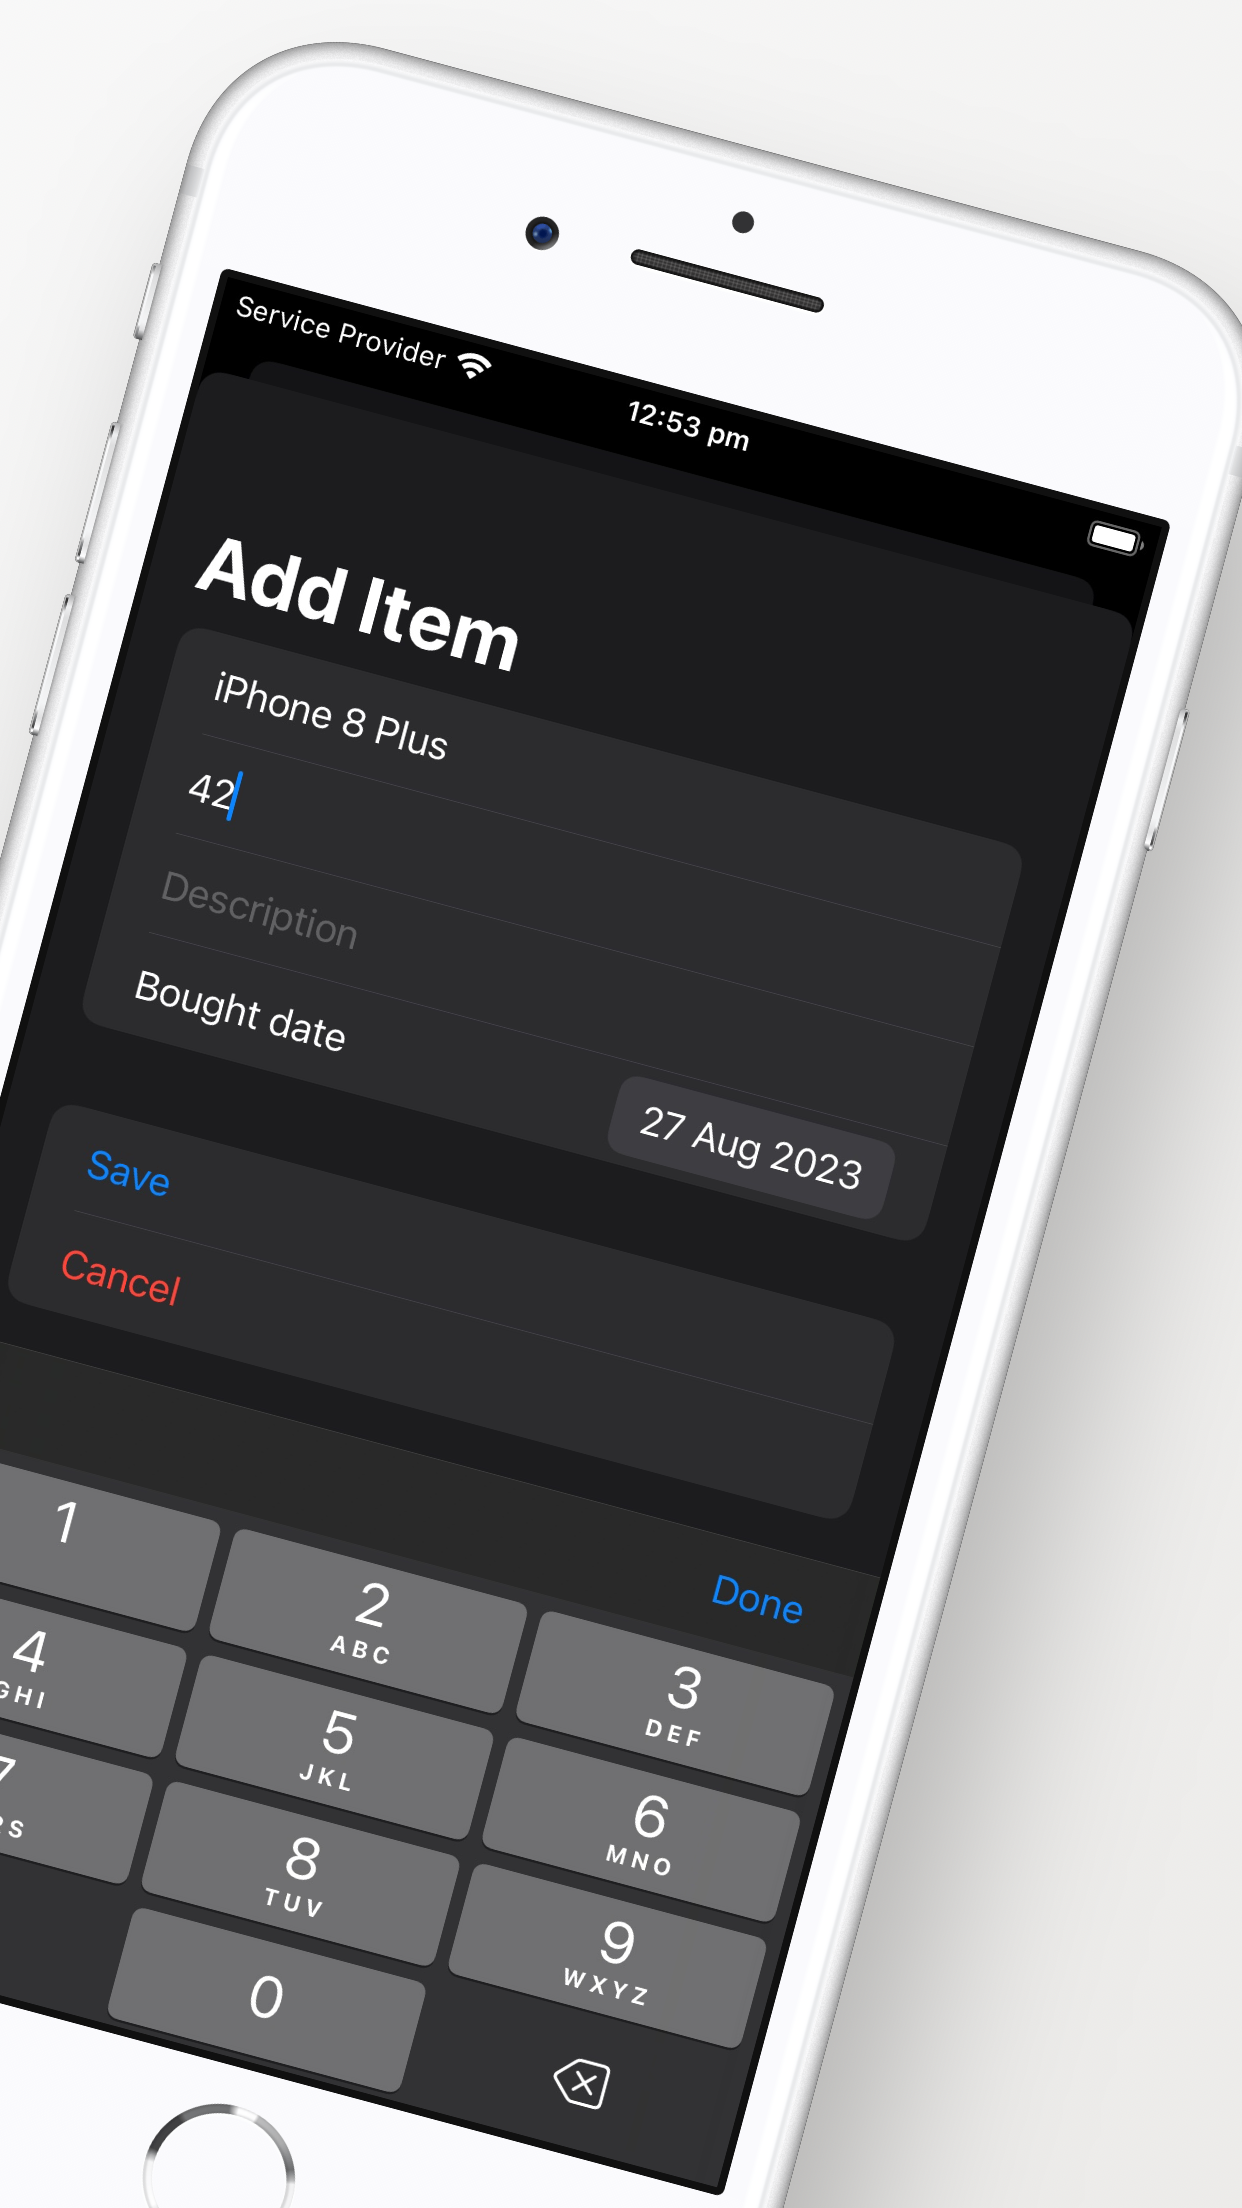 Service Provider
12:53 pm
Add Item
iPhone 8 Plus
42
Description
Bought date
27 Aug 2023
Save
Cancel
Done
1
2
ABC
3
DEF
4
GHI
5
JKL
6
MNO
7
8
TUV
9
WXYZ
0